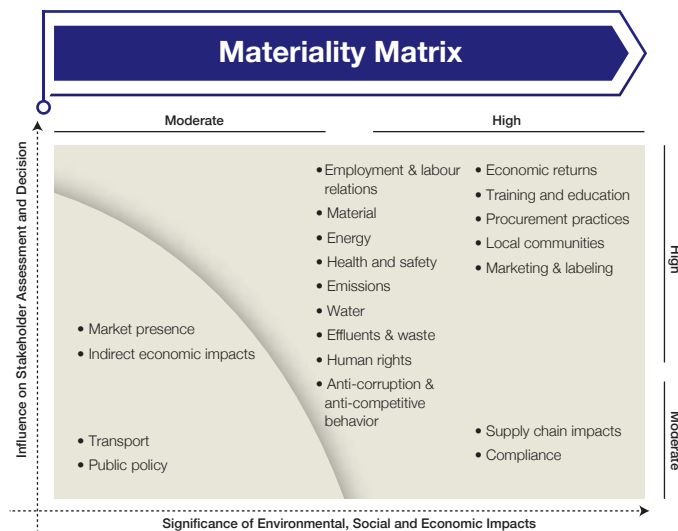 Materiality Matrix
Moderate
High
Influence on Stakeholder Assessment and Decision
• Employment & labour
relations
• Material
• Energy
• Health and safety
• Emissions
• Water
• Effluents & waste
• Human rights
• Anti-corruption &
anti-competitive
behavior
• Economic returns
• Training and education
• Procurement practices
• Local communities
• Marketing & labeling
High
• Market presence
• Indirect economic impacts
• Transport
• Public policy
• Supply chain impacts
• Compliance
Moderate
Significance of Environmental, Social and Economic Impacts